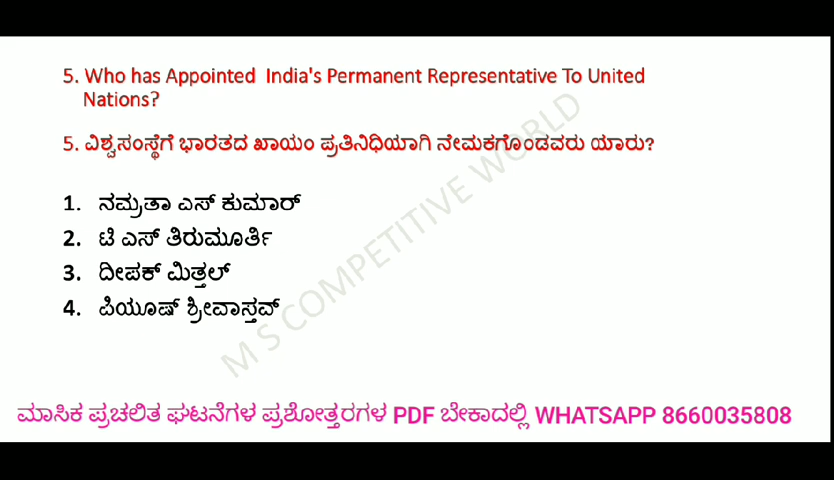 5. Who has Appointed India's Permanent Representative To United
Nations?
5. ವಿಶ್ವಸಂಸ್ಥೆಗೆ ಭಾರತದ ಖಾಯಂ ಪ್ರತಿನಿಧಿಯಾಗಿ ನೇಮಕಗೊಂಡವರು ಯಾರು?
1. ನಮ್ರತಾ ಎಸ್ ಕುಮಾರ್
2. ಟಿ ಎಸ್ ತಿರುಮೂರ್ತಿ
3. ದೀಪಕ್ ಮಿತ್ತಲ್
4. ಪಿಯೂಷ್ ಶ್ರೀವಾಸ್ತವ್
M S COMPETITIVE WORLD
ಮಾಸಿಕ ಪ್ರಚಲಿತ ಘಟನೆಗಳ ಪ್ರಶೋತ್ತರಗಳ PDF ಬೇಕಾದಲ್ಲಿ WHATSAPP 8660035808